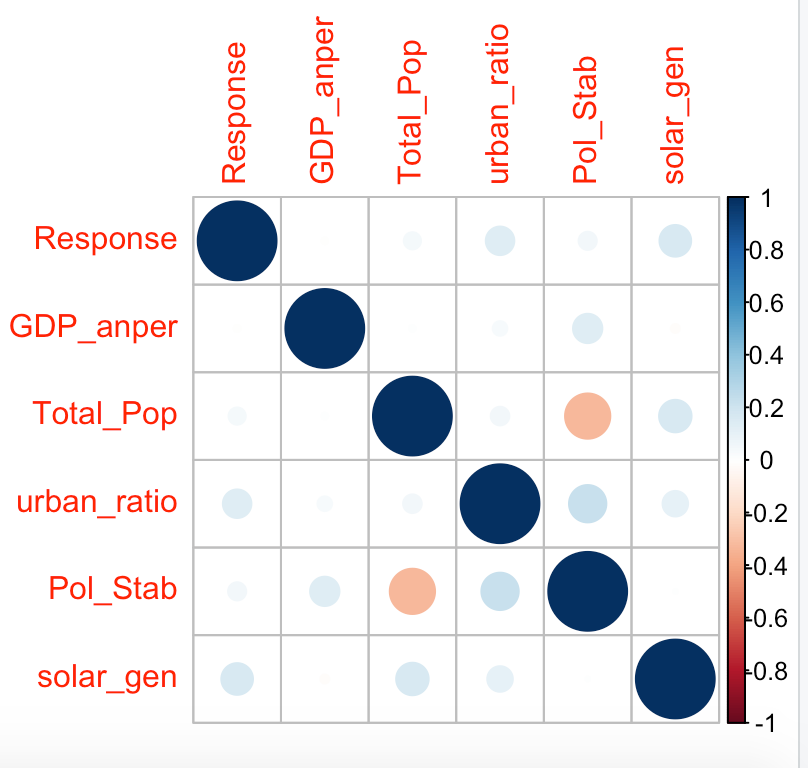 Response
GDP_anper
Total_Pop
urban_ratio
Pol_Stab
solar_gen
Response
GDP_anper
Total_Pop
urban_ratio
Pol_Stab
solar_gen
1
0.8
0.6
0.4
0.2
0
-0.2
-0.4
-0.6
-0.8
-1